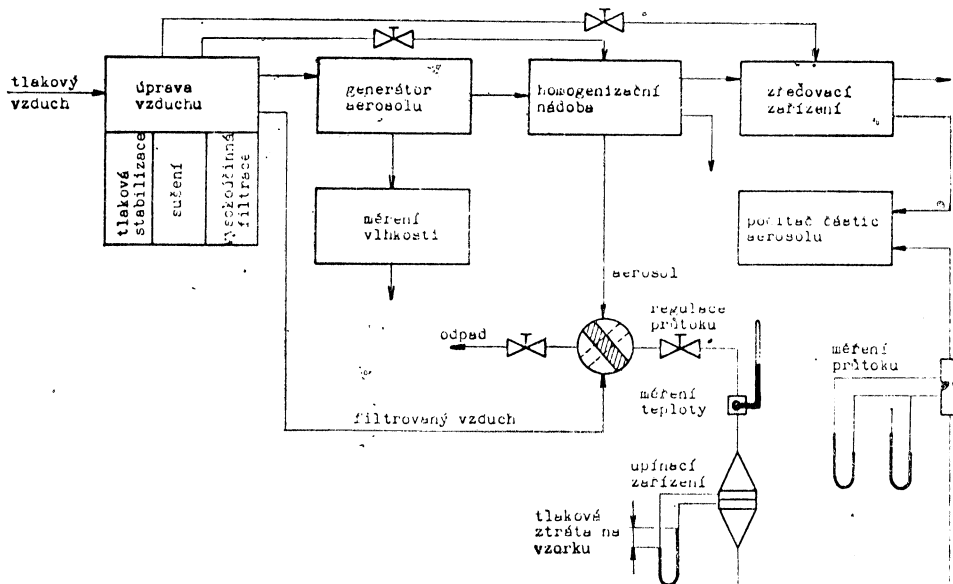 tlakový
vzduch
úprava
vzduchu
generátor
aerosolu
homogenizační
nádoba
zřeďovací
zařízení
tlaková
stabilizace
sušení
vysokoúčinná
filtrace
měření
vlhkosti
počítač částic
aerosolu
aerosol
regulace
průtoku
odpad
měření
průtoku
měření
teploty
filtrovaný vzduch
upínací
zařízení
tlaková
ztráta na
vzorku